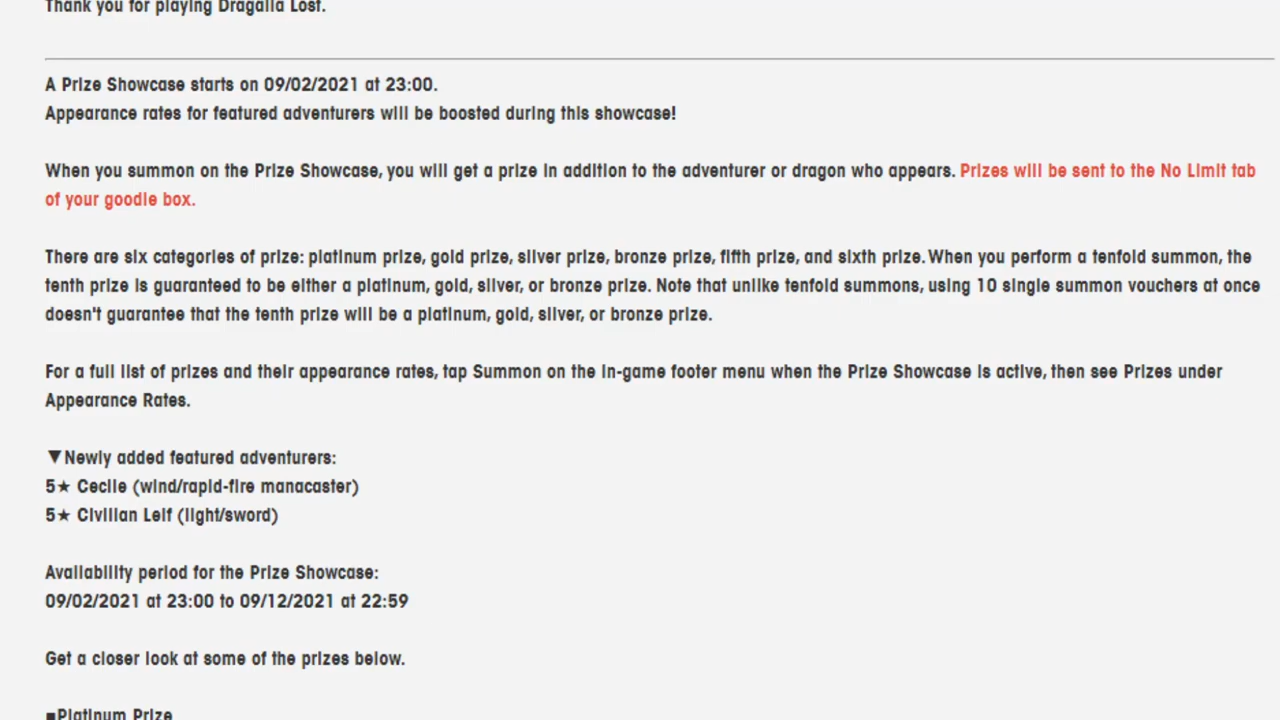 Thank you for playing Dragalia Lost.
A Prize Showcase starts on 09/02/2021 at 23:00.
Appearance rates for featured adventurers will be boosted during this showcase!
When you summon on the Prize Showcase, you will get a prize in addition to the adventurer or dragon who appears. Prizes will be sent to the No Limit tab
of your goodie box.
There are six categories of prize: platinum prize, gold prize, silver prize, bronze prize, fifth prize, and sixth prize. When you perform a tenfold summon, the
tenth prize is guaranteed to be either a platinum, gold, silver, or bronze prize. Note that unlike tenfold summons, using 10 single summon vouchers at once
doesn't guarantee that the tenth prize will be a platinum, gold, silver, or bronze prize.
For a full list of prizes and their appearance rates, tap Summon on the in-game footer menu when the Prize Showcase is active, then see Prizes under
Appearance Rates.
▼Newly added featured adventurers:
5★ Cecile (wind/rapid-fire manacaster)
5★ Civilian Leif (light/sword)
Availability period for the Prize Showcase:
09/02/2021 at 23:00 to 09/12/2021 at 22:59
Get a closer look at some of the prizes below.
■Platinum Prize